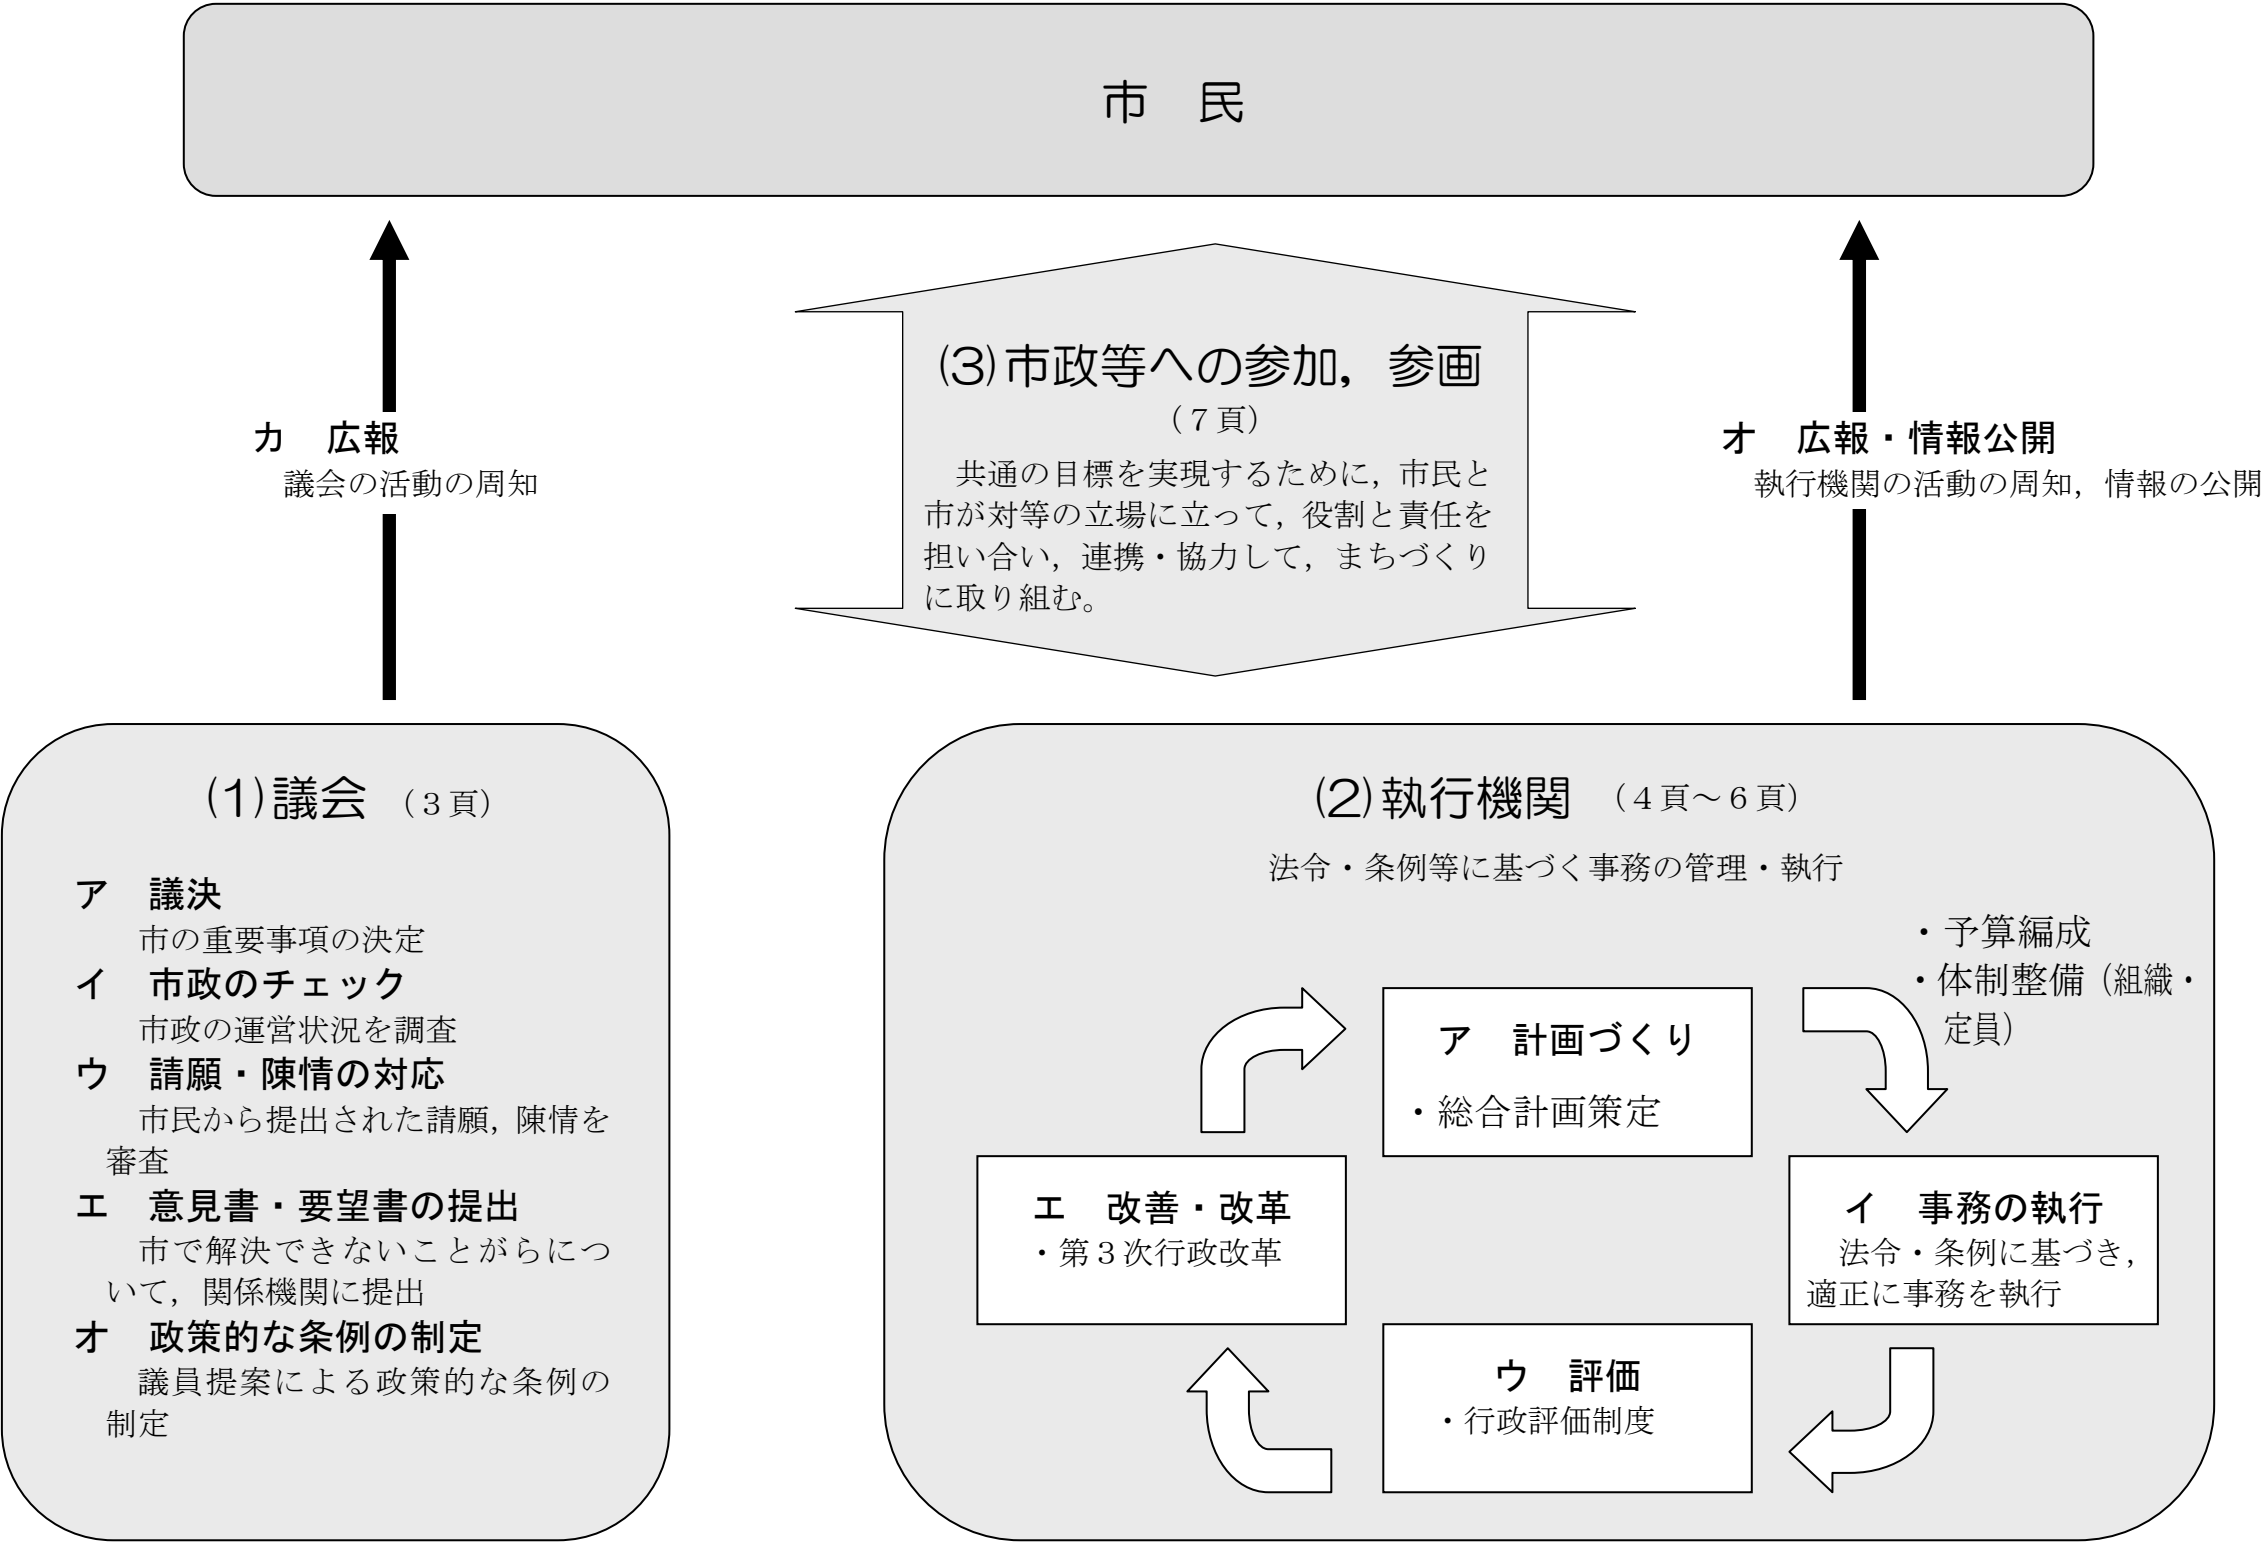 市　民
カ　広報
議会の活動の周知
⑶市政等への参加，参画
（７頁）
共通の目標を実現するために，市民と
市が対等の立場に立って，役割と責任を
担い合い，連携・協力して，まちづくり
に取り組む。
オ　広報・情報公開
執行機関の活動の周知，情報の公開
⑴議会　（３頁）
ア　議決
市の重要事項の決定
イ　市政のチェック
市政の運営状況を調査
ウ　請願・陳情の対応
市民から提出された請願，陳情を
審査
エ　意見書・要望書の提出
市で解決できないことがらにつ
いて，関係機関に提出
オ　政策的な条例の制定
議員提案による政策的な条例の
制定
⑵執行機関　（４頁～６頁）
法令・条例等に基づく事務の管理・執行
・予算編成
・体制整備（組織・
定員）
ア　計画づくり
・総合計画策定
イ　事務の執行
法令・条例に基づき，
適正に事務を執行
ウ　評価
・行政評価制度
エ　改善・改革
・第３次行政改革